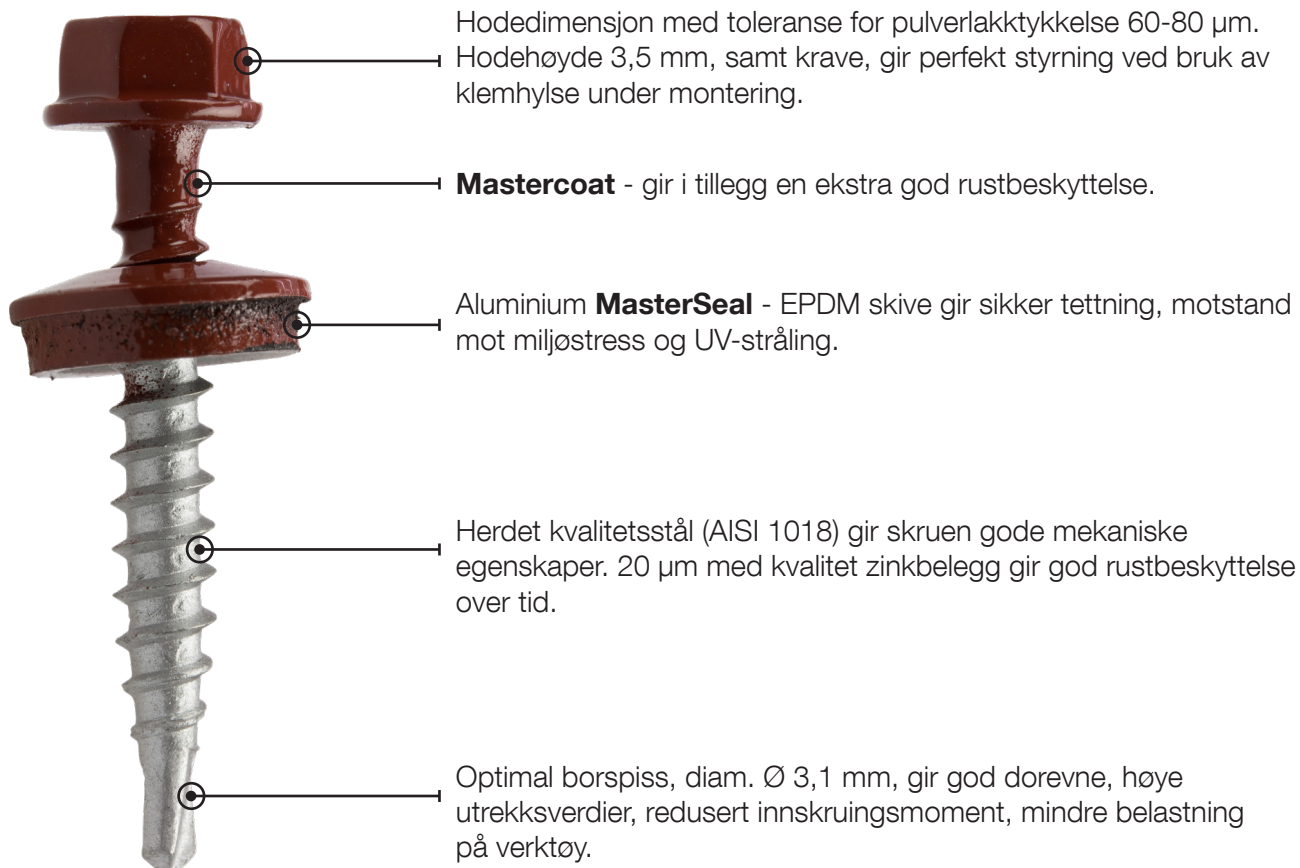 Hodedimensjon med toleranse for pulverlakktykkelse 60-80 µm.
Hodehøyde 3,5 mm, samt krave, gir perfekt styrning ved bruk av
klemhylse under montering.
Mastercoat - gir i tillegg en ekstra god rustbeskyttelse.
Aluminium MasterSeal - EPDM skive gir sikker tettning, motstand
mot miljøstress og UV-stråling.
Herdet kvalitetsstål (AISI 1018) gir skruen gode mekaniske
egenskaper. 20 µm med kvalitet zinkbelegg gir god rustbeskyttelse
over tid.
Optimal borspiss, diam. Ø 3,1 mm, gir god dorevne, høye
utrekksverdier, redusert innskruingsmoment, mindre belastning
på verktøy.